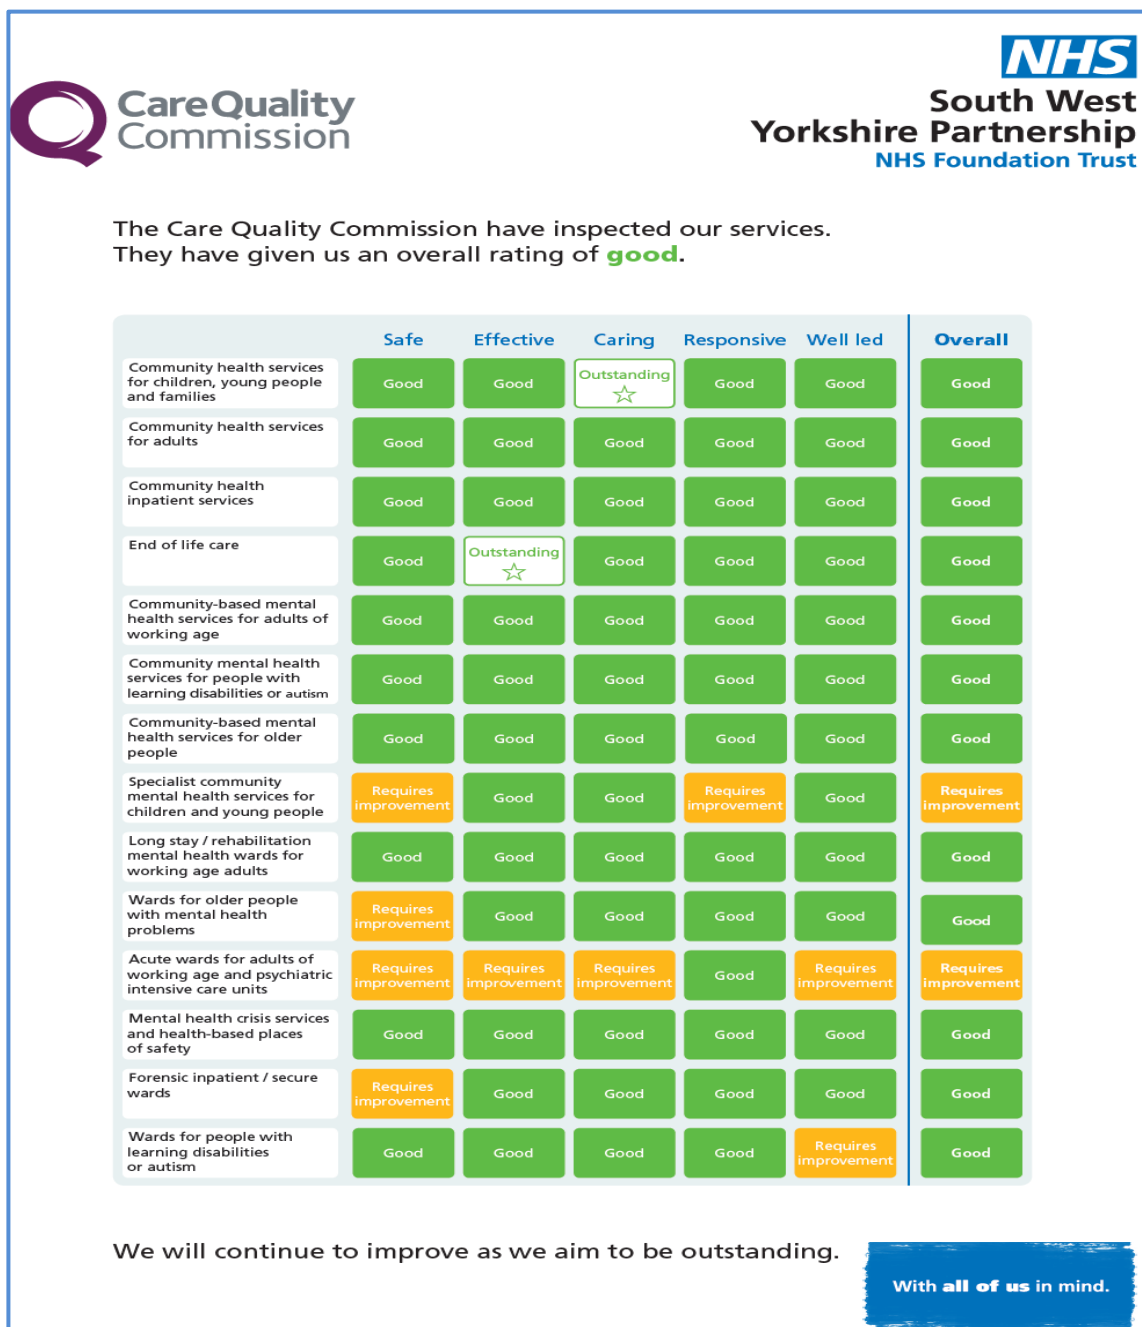 CareQuality
Commission
NHS
South West
Yorkshire Partnership
NHS Foundation Trust
The Care Quality Commission have inspected our services.
They have given us an overall rating of good.
Safe Effective Caring Responsive Well led Overall
Community health services
for children, young people
and families
Good Good Outstanding Good Good Good
Community health services
for adults
Good Good Good Good Good Good
Community health
inpatient services
Good Good Good Good Good Good
End of life care
Good Outstanding Good Good Good Good
Community-based mental
health services for adults of
working age
Good Good Good Good Good Good
Community mental health
services for people with
learning disabilities or autism
Good Good Good Good Good Good
Community-based mental
health services for older
people
Good Good Good Good Good Good
Specialist community
mental health services for
children and young people
Requires improvement Good Good Requires improvement Good Requires improvement
Long stay / rehabilitation
mental health wards for
working age adults
Good Good Good Good Good Good
Wards for older people
with mental health
problems
Requires improvement Good Good Good Good Good
Acute wards for adults of
working age and psychiatric
intensive care units
Requires improvement Requires improvement Requires improvement Good Requires improvement Requires improvement
Mental health crisis services
and health-based places
of safety
Good Good Good Good Good Good
Forensic inpatient / secure
wards
Requires improvement Good Good Good Good Good
Wards for people with
learning disabilities
or autism
Good Good Good Good Requires improvement Good
We will continue to improve as we aim to be outstanding.
With all of us in mind.